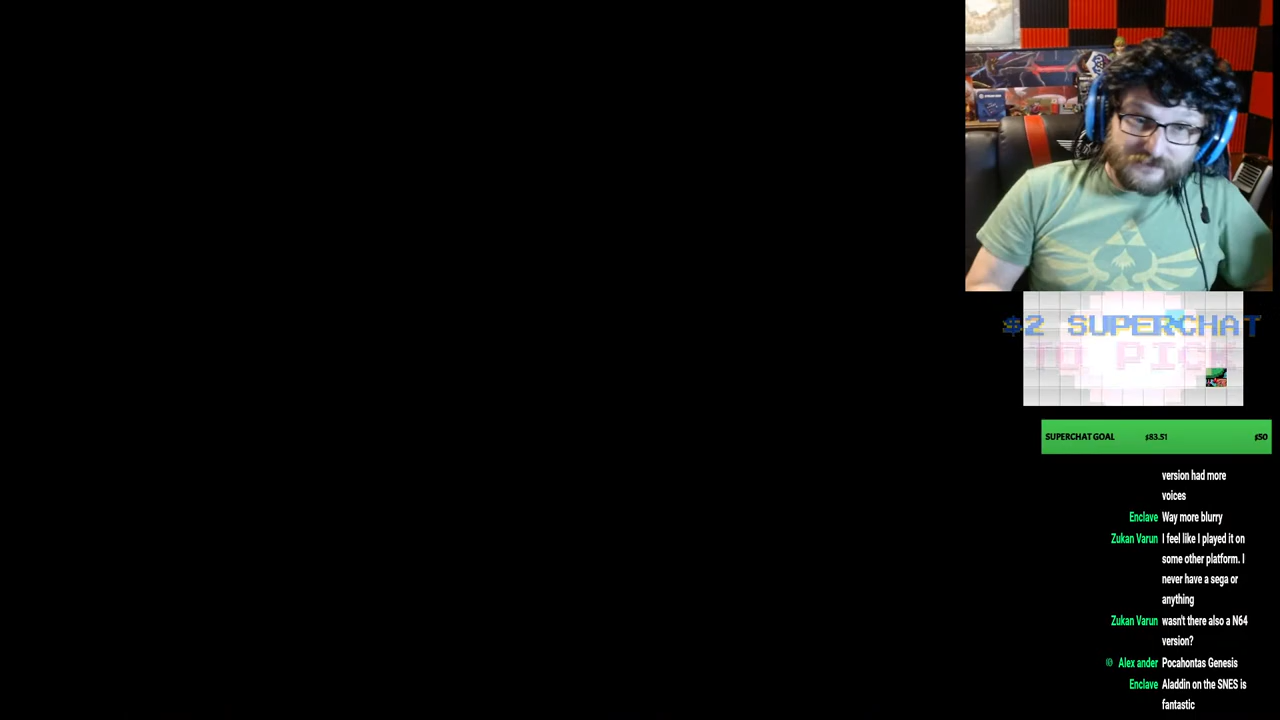 $2 SUPERCHAT
TO PICK
SUPERCHAT GOAL $83.51 $50
version had more
voices
Enclave Way more blurry
Zukan Varun I feel like I played it on
some other platform. I
never have a sega or
anything
Zukan Varun wasn't there also a N64
version?
Alex ander Pocahontas Genesis
Enclave Aladdin on the SNES is
fantastic